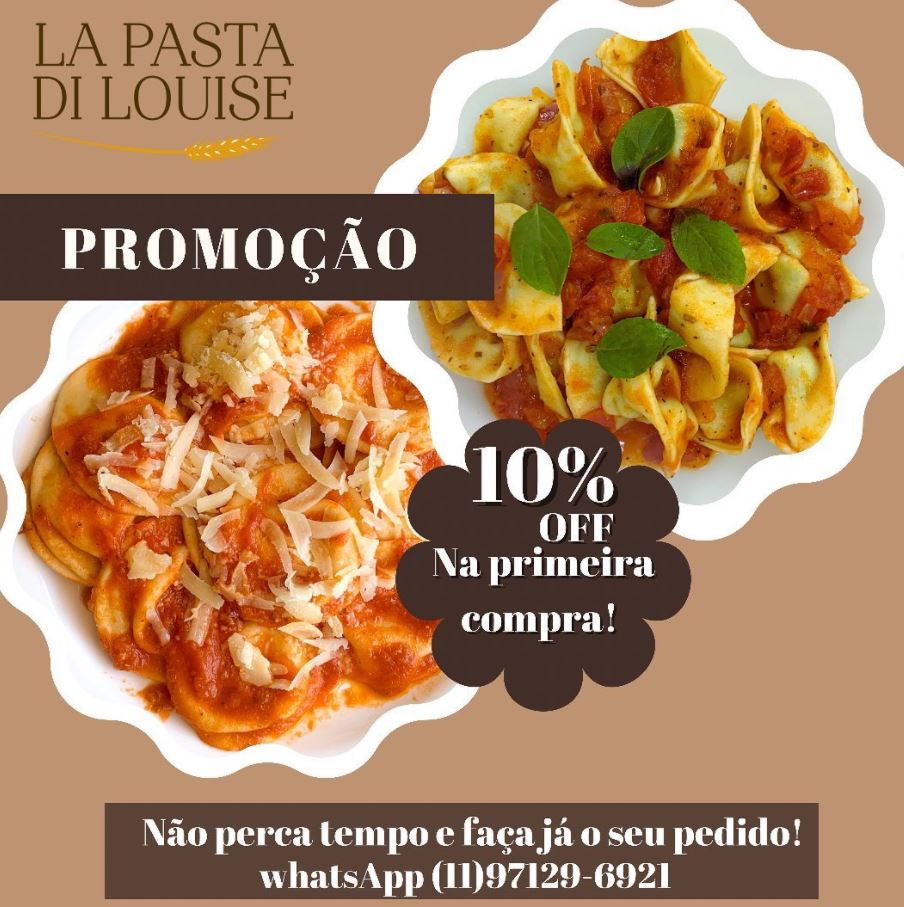 LA PASTA
DI LOUISE
PROMOÇÃO
10%
OFF
Na primeira
compra!
Não perca tempo e faça já o seu pedido!
whatsApp (11)97129-6921